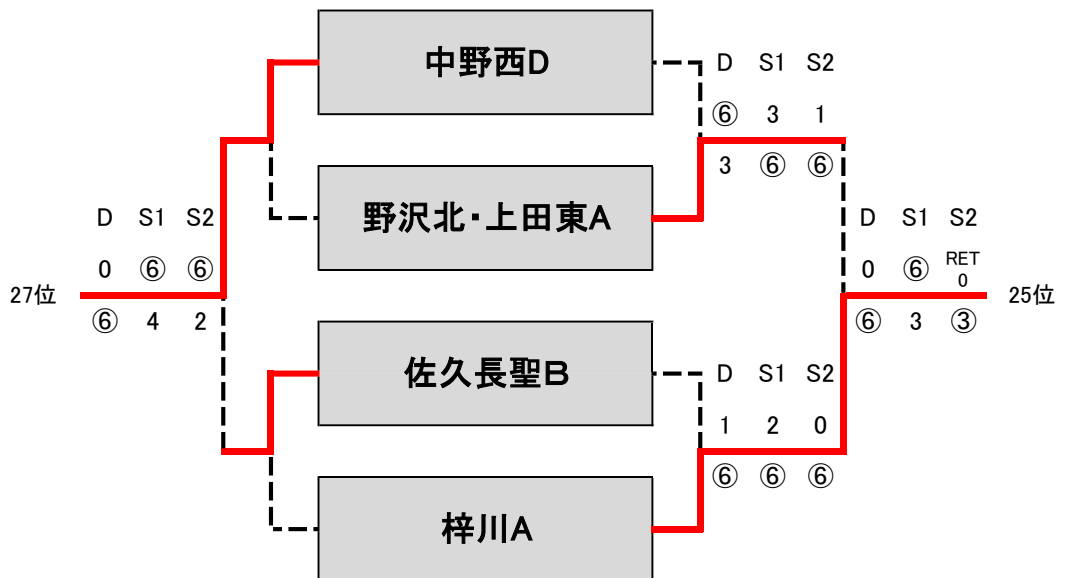 中野西D
D S1 S2
⑥ 3 1
3 ⑥ ⑥
野沢北・上田東A
D S1 S2
0 ⑥ ⑥
27位
⑥ 4 2
D S1 S2
0 ⑥ RET 0
25位
⑥ 3 ③
佐久長聖B
D S1 S2
1 2 0
⑥ ⑥ ⑥
梓川A